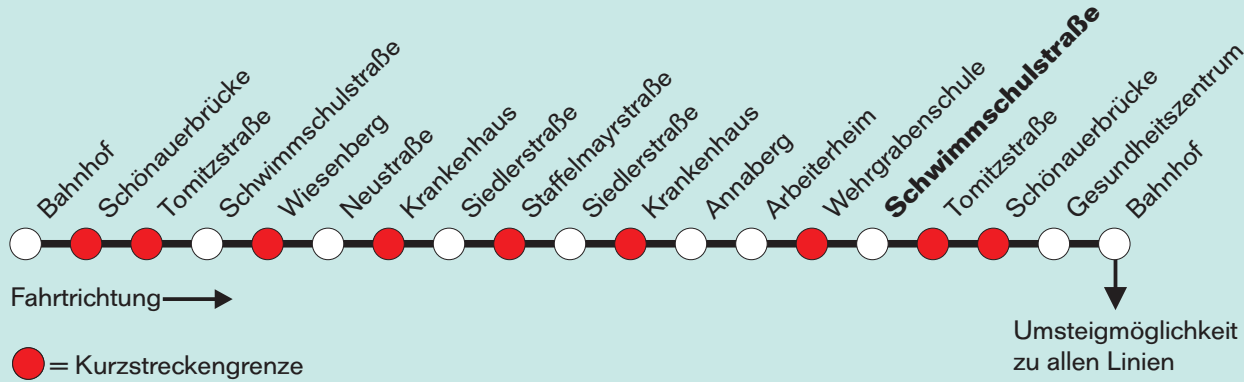 Bahnhof
Schönauerbrücke
Tomitzstraße
Schwimmschulstraße
Wiesenberg
Neustraße
Krankenhaus
Siedlerstraße
Staffelmayrstraße
Siedlerstraße
Krankenhaus
Annaberg
Arbeiterheim
Wehrgrabenschule
Schwimmschulstraße
Tomitzstraße
Schönauerbrücke
Gesundheitszentrum
Bahnhof
Fahrtrichtung
Umsteigmöglichkeit
zu allen Linien
= Kurzstreckengrenze